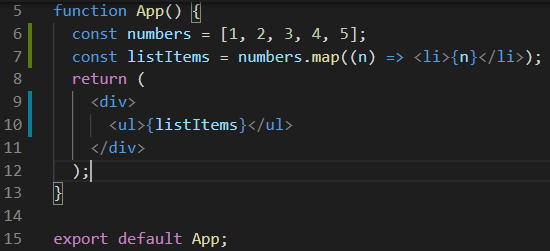 5 function App() {
6 const numbers = [1, 2, 3, 4, 5];
7 const listItems = numbers.map((n) => <li>{n}</li>);
8 return (
9 <div>
10 <ul>{listItems}</ul>
11 </div>
12 );
13 }
14
15 export default App;